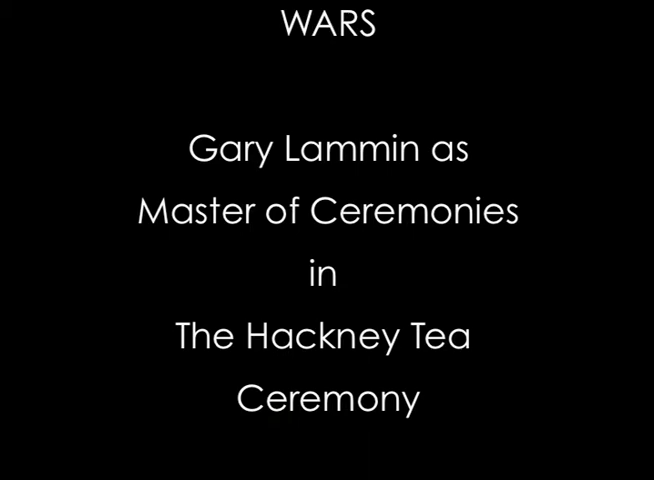 WARS
Gary Lammin as
Master of Ceremonies
in
The Hackney Tea
Ceremony